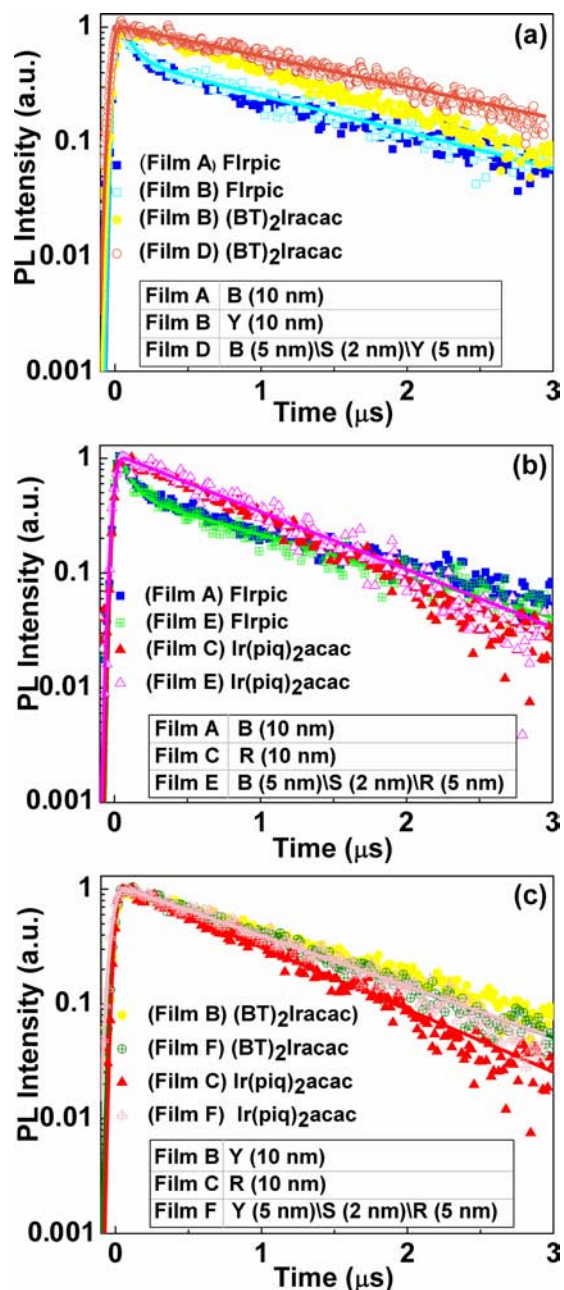 (a)
PL Intensity (a.u.)
1
0.1
0.01
0.001
(Film A) FIrpic
(Film B) FIrpic
(Film B) (BT)2Iracac
(Film D) (BT)2Iracac
Film A B (10 nm)
Film B Y (10 nm)
Film D B (5 nm)\S (2 nm)\Y (5 nm)
0 1 2 3
Time (μs)
(b)
PL Intensity (a.u.)
1
0.1
0.01
0.001
(Film A) FIrpic
(Film E) FIrpic
(Film C) Ir(piq)2acac
(Film E) Ir(piq)2acac
Film A B (10 nm)
Film C R (10 nm)
Film E B (5 nm)\S (2 nm)\R (5 nm)
0 1 2 3
Time (μs)
(c)
PL Intensity (a.u.)
1
0.1
0.01
0.001
(Film B) (BT)2Iracac)
(Film F) (BT)2Iracac
(Film C) Ir(piq)2acac
(Film F) Ir(piq)2acac
Film B Y (10 nm)
Film C R (10 nm)
Film F Y (5 nm)\S (2 nm)\R (5 nm)
0 1 2 3
Time (μs)